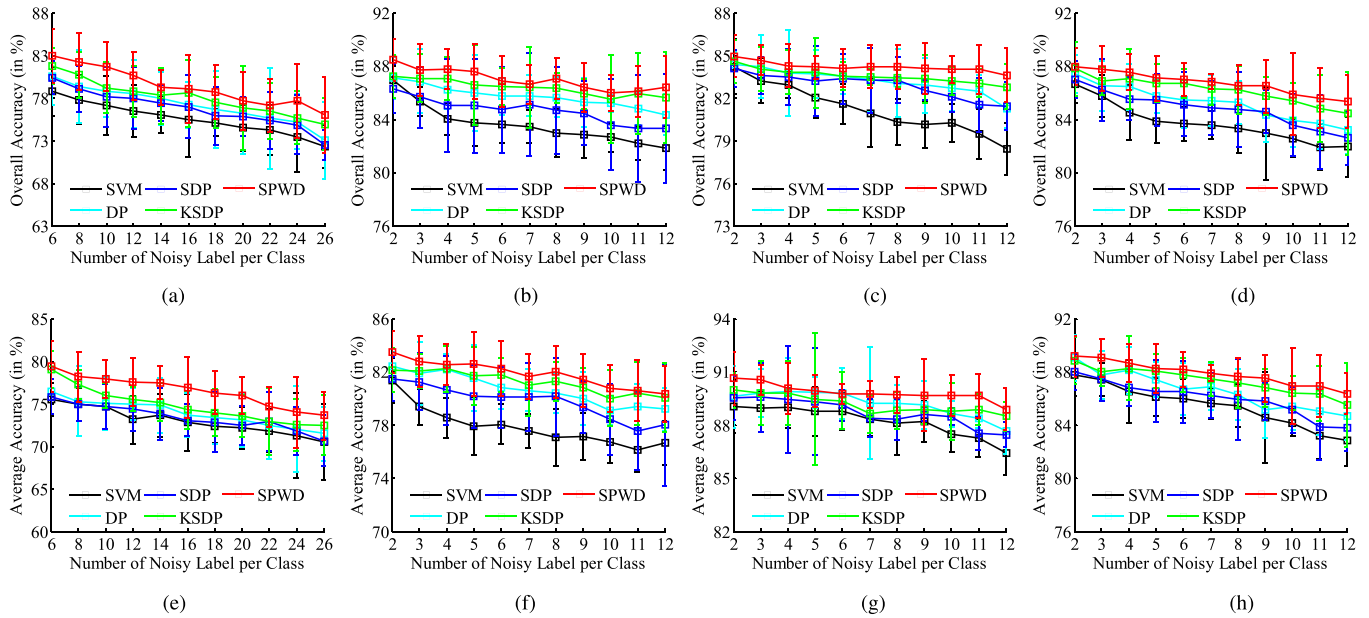 Overall Accuracy (in %)
88
83
78
73
68
63
SVM SDP SPWD
DP KSDP
6 8 10 12 14 16 18 20 22 24 26
Number of Noisy Label per Class
(a)
Overall Accuracy (in %)
92
88
84
80
76
SVM SDP SPWD
DP KSDP
2 3 4 5 6 7 8 9 10 11 12
Number of Noisy Label per Class
(b)
Overall Accuracy (in %)
88
85
82
79
76
73
SVM SDP SPWD
DP KSDP
2 3 4 5 6 7 8 9 10 11 12
Number of Noisy Label per Class
(c)
Overall Accuracy (in %)
92
88
84
80
76
SVM SDP SPWD
DP KSDP
2 3 4 5 6 7 8 9 10 11 12
Number of Noisy Label per Class
(d)
Average Accuracy (in %)
85
80
75
70
65
60
SVM SDP SPWD
DP KSDP
6 8 10 12 14 16 18 20 22 24 26
Number of Noisy Label per Class
(e)
Average Accuracy (in %)
86
82
78
74
70
SVM SDP SPWD
DP KSDP
2 3 4 5 6 7 8 9 10 11 12
Number of Noisy Label per Class
(f)
Average Accuracy (in %)
94
91
88
85
82
SVM SDP SPWD
DP KSDP
2 3 4 5 6 7 8 9 10 11 12
Number of Noisy Label per Class
(g)
Average Accuracy (in %)
92
88
84
80
76
SVM SDP SPWD
DP KSDP
2 3 4 5 6 7 8 9 10 11 12
Number of Noisy Label per Class
(h)